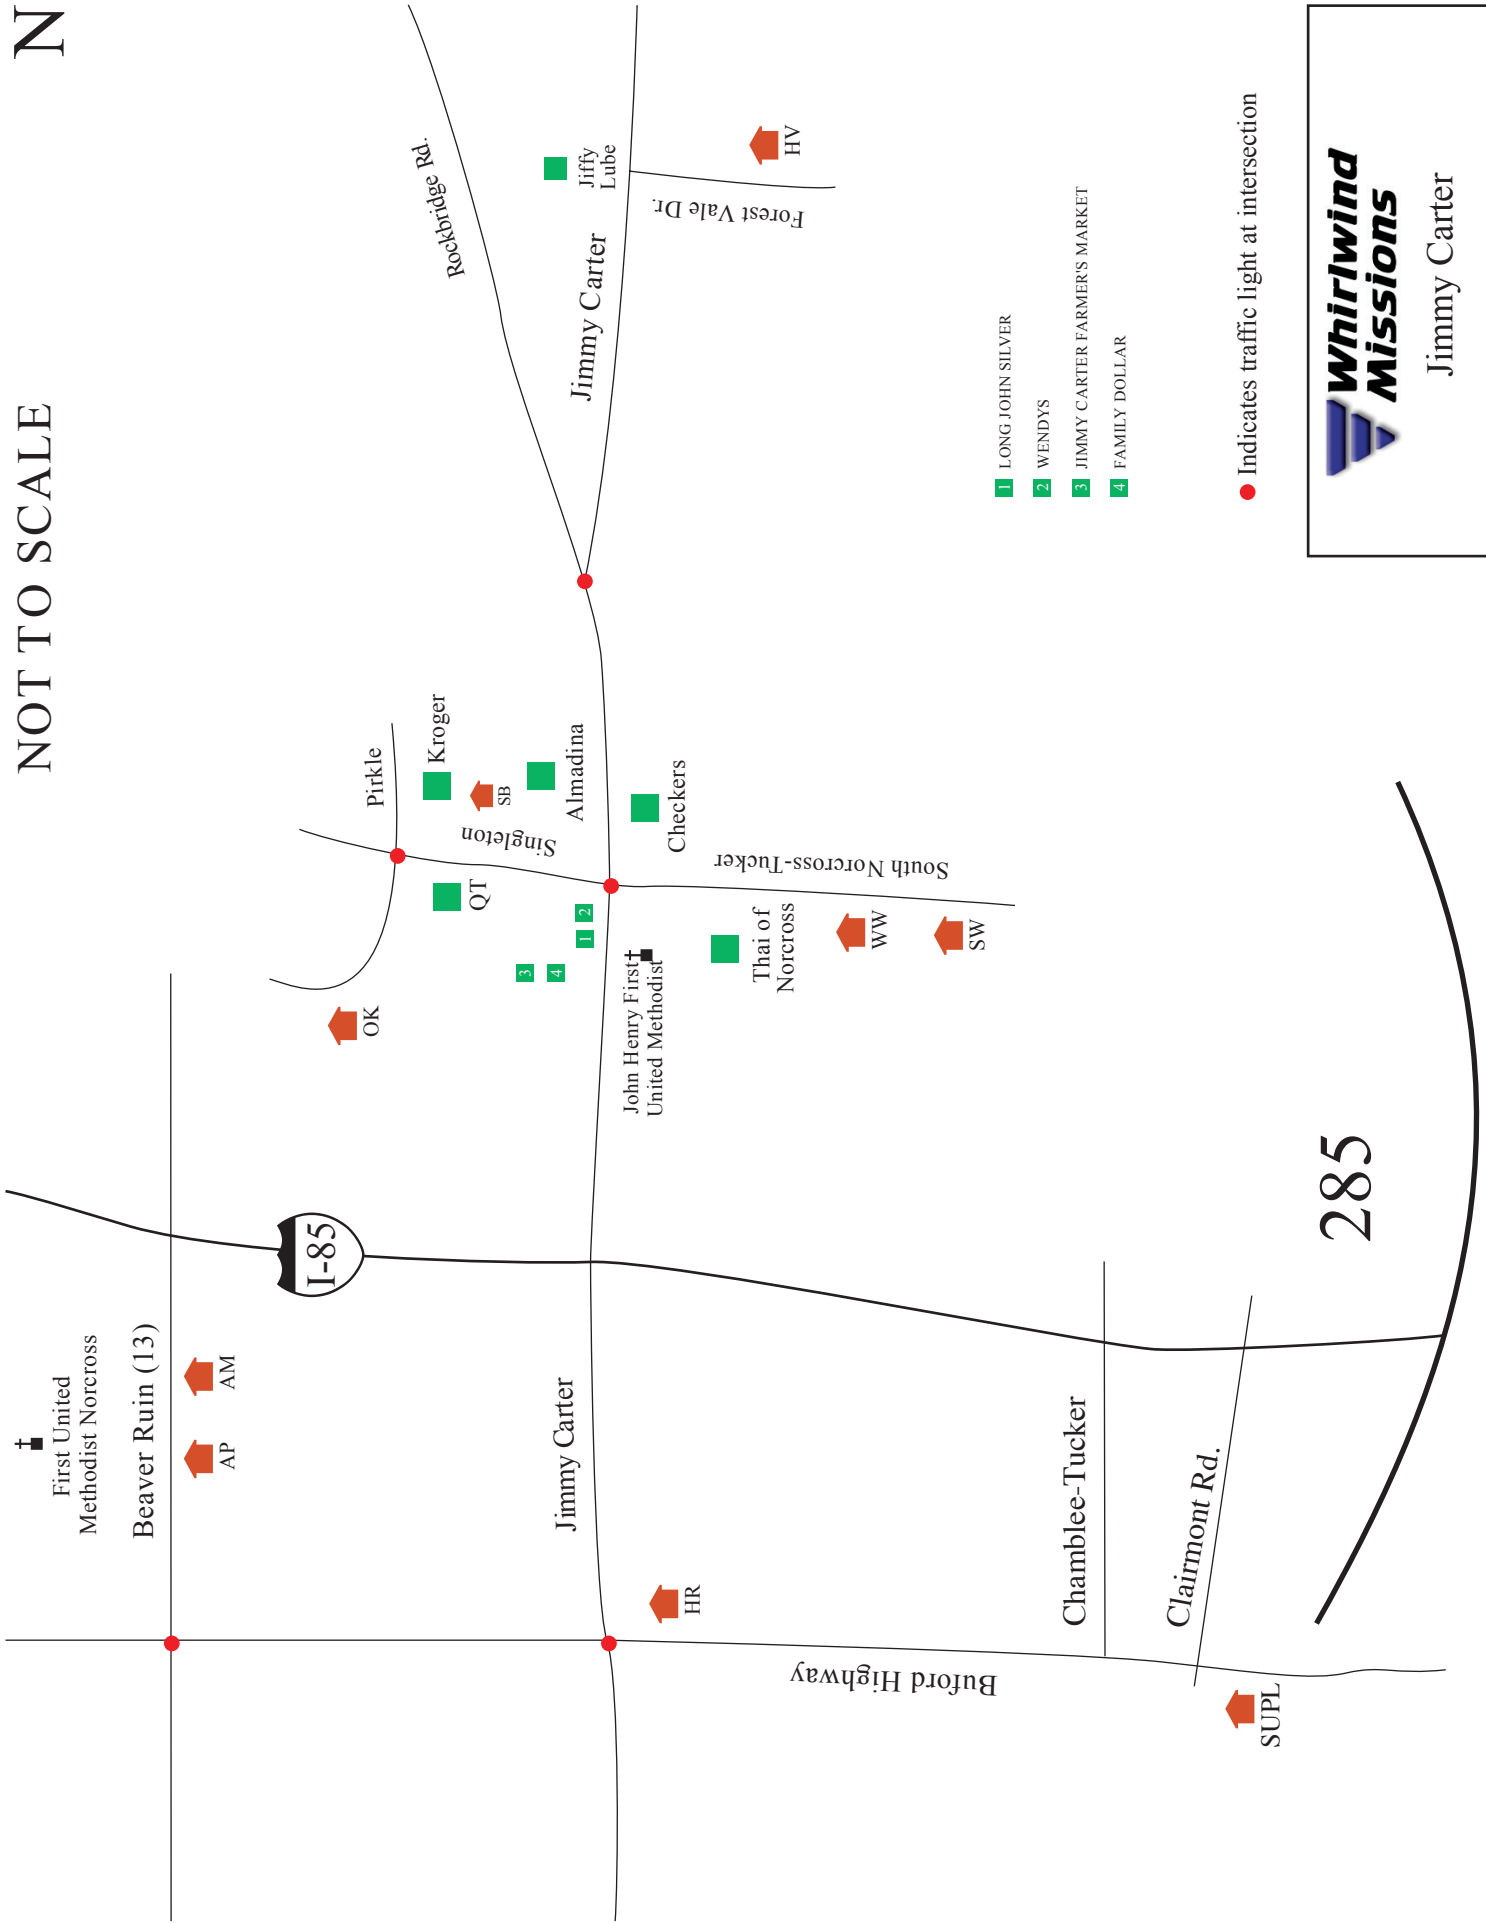 NOT TO SCALE
N
First United
Methodist Norcross
Beaver Ruin (13)
AP
AM
I-85
OK
Pirkle
Kroger
SB
QT
Singleton
Almadina
Rockbridge Rd.
Jiffy
Lube
Jimmy Carter
Forest Vale Dr.
HV
3
4
1
2
Jimmy Carter
John Henry First
United Methodist
Checkers
South Norcross-Tucker
Thai of
Norcross
WW
SW
HR
Buford Highway
Chamblee-Tucker
Clairmont Rd.
SUPL
285
1 LONG JOHN SILVER
2 WENDYS
3 JIMMY CARTER FARMER'S MARKET
4 FAMILY DOLLAR
Indicates traffic light at intersection
Whirlwind
Missions
Jimmy Carter